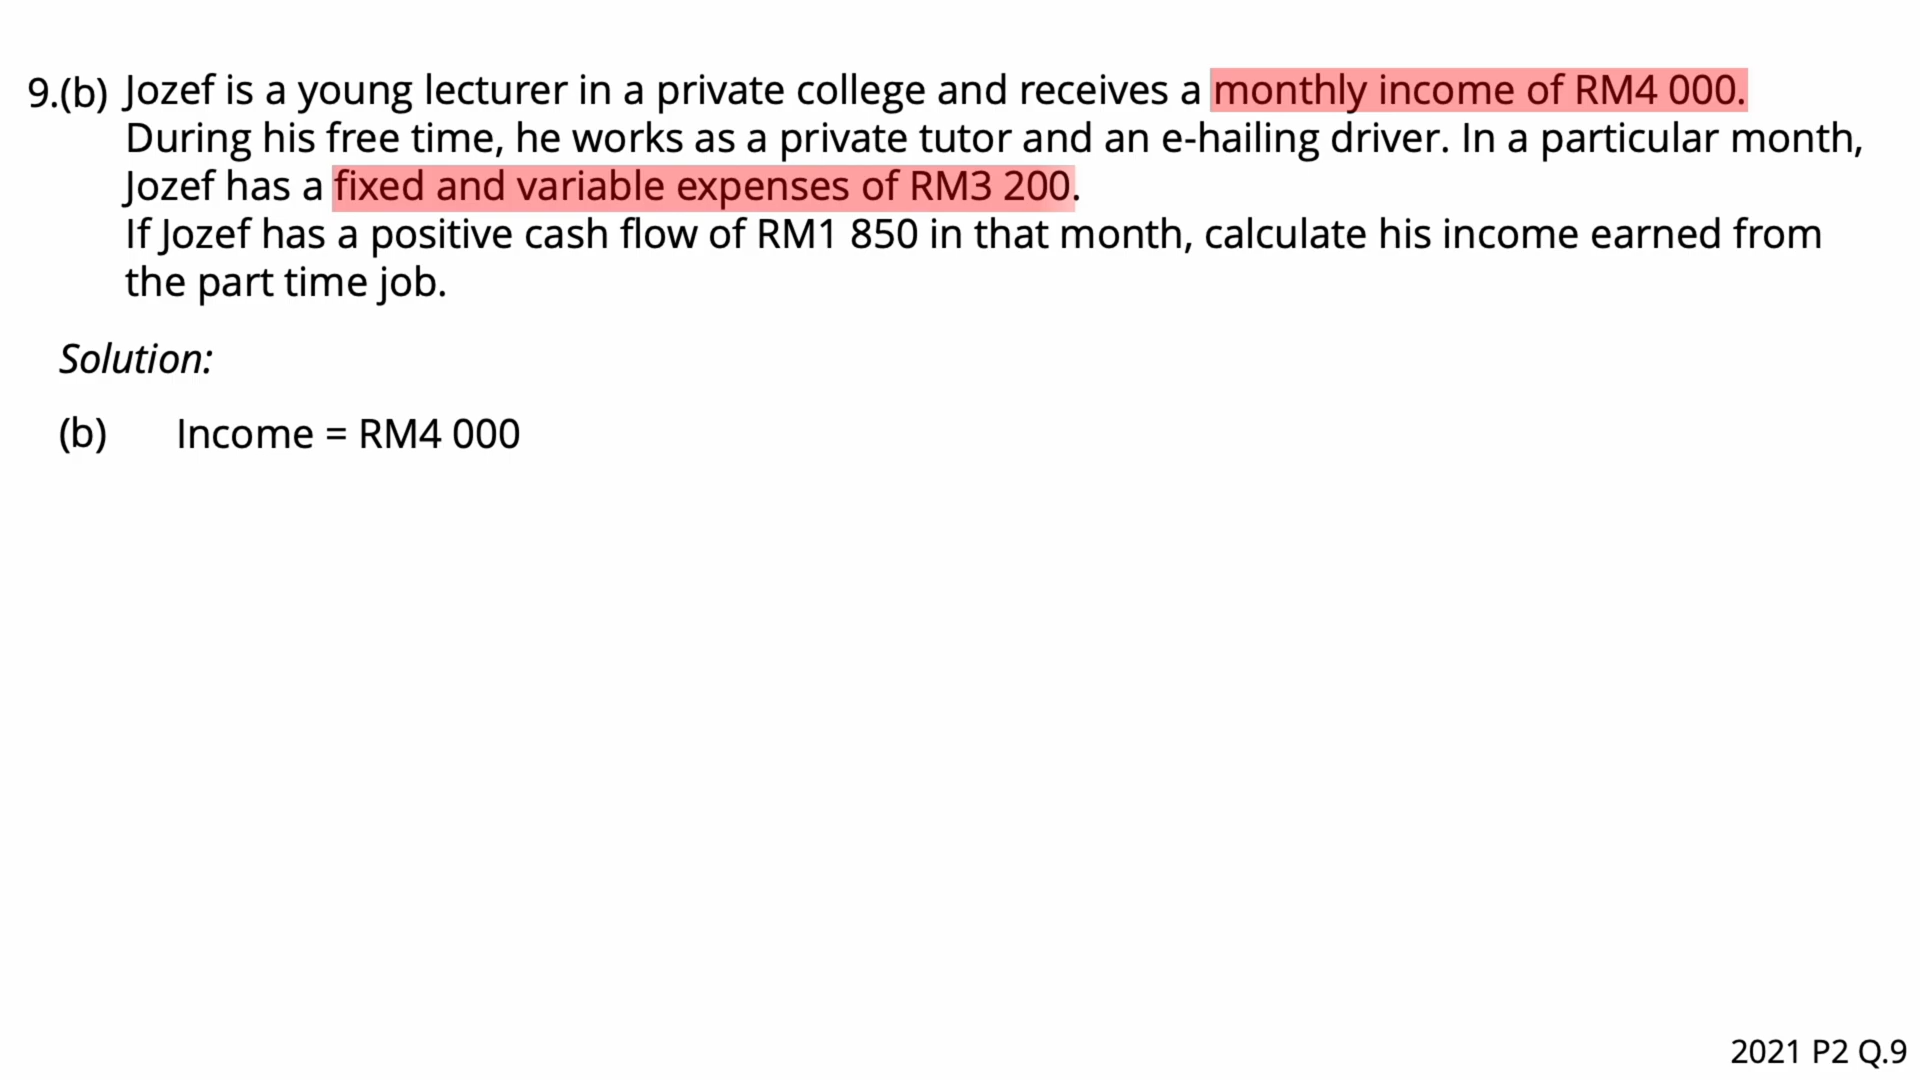 9.(b) Jozef is a young lecturer in a private college and receives a monthly income of RM4 000.
During his free time, he works as a private tutor and an e-hailing driver. In a particular month,
Jozef has a fixed and variable expenses of RM3 200.
If Jozef has a positive cash flow of RM1 850 in that month, calculate his income earned from
the part time job.
Solution:
(b) Income = RM4 000
2021 P2 Q.9